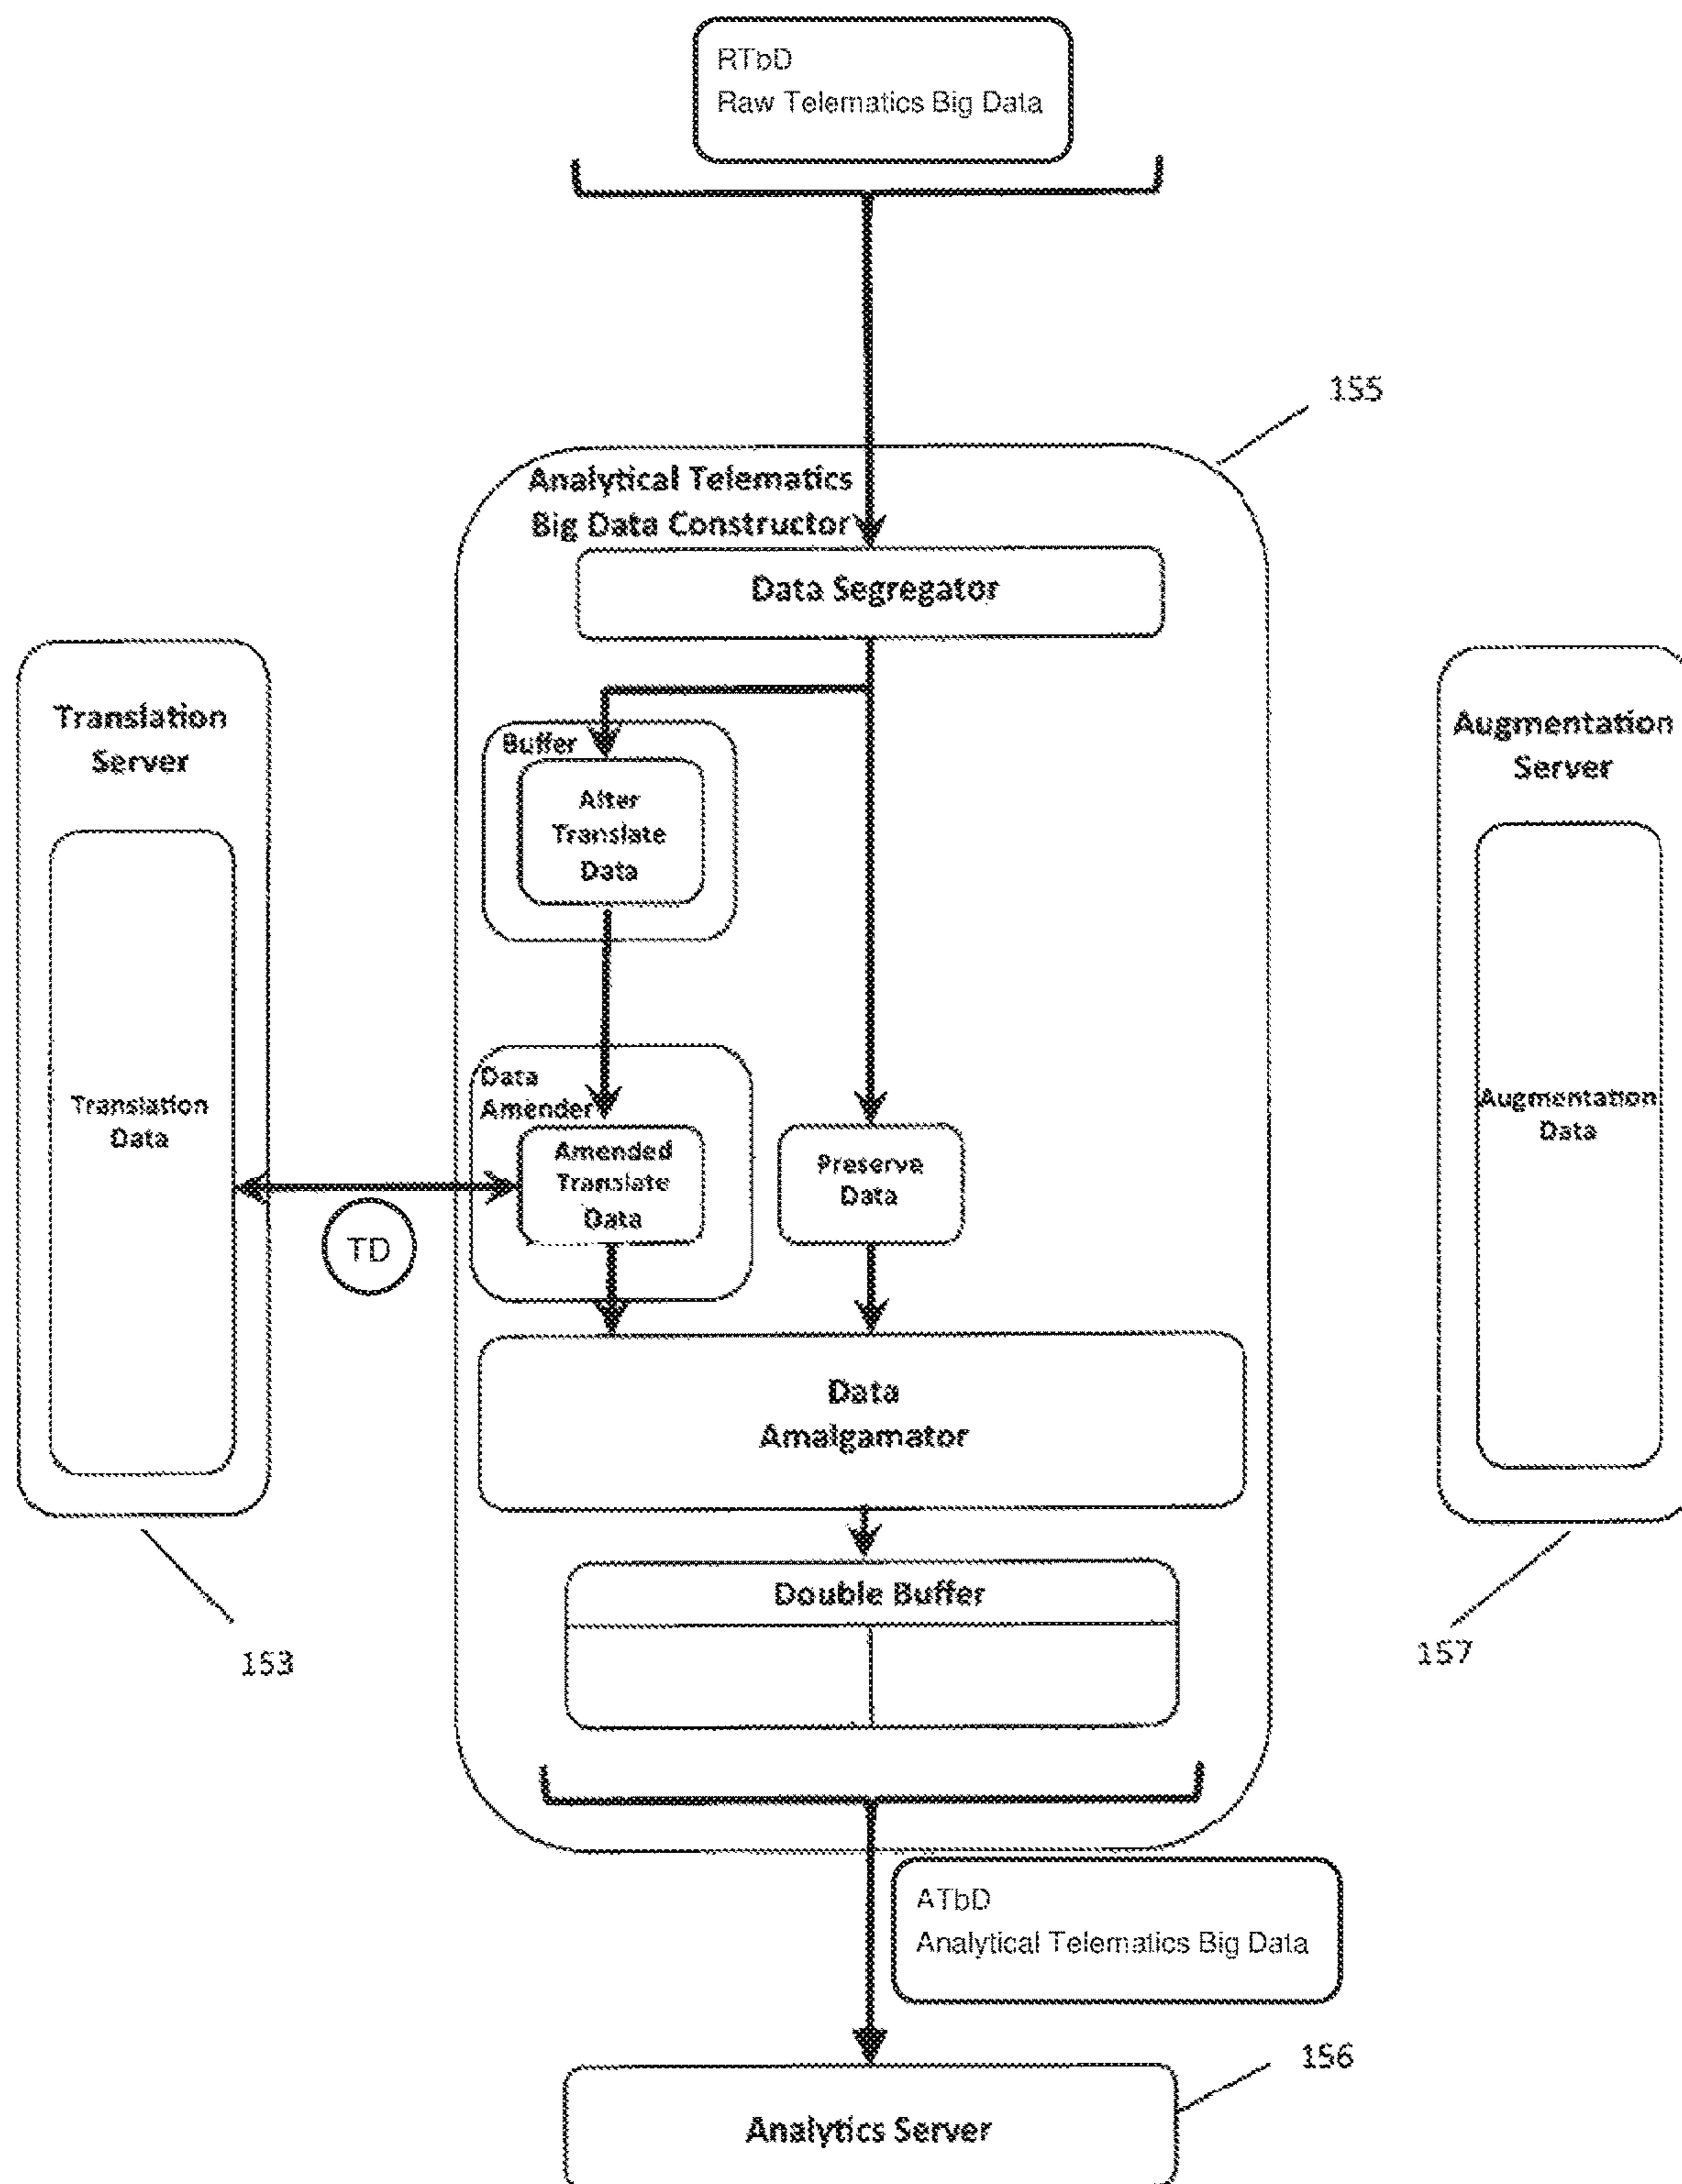 RTbD
Raw Telematics Big Data
155
Analytical Telematics
Big Data Constructor
Data Segregator
Translation
Server
Augmentation
Server
Buffer
Alter
Translate
Data
Translation
Data
Augmentation
Data
Data
Amender
Amended
Translate
Data
Preserve
Data
TD
Data
Amalgamator
Double Buffer
153
157
ATbD
Analytical Telematics Big Data
156
Analytics Server